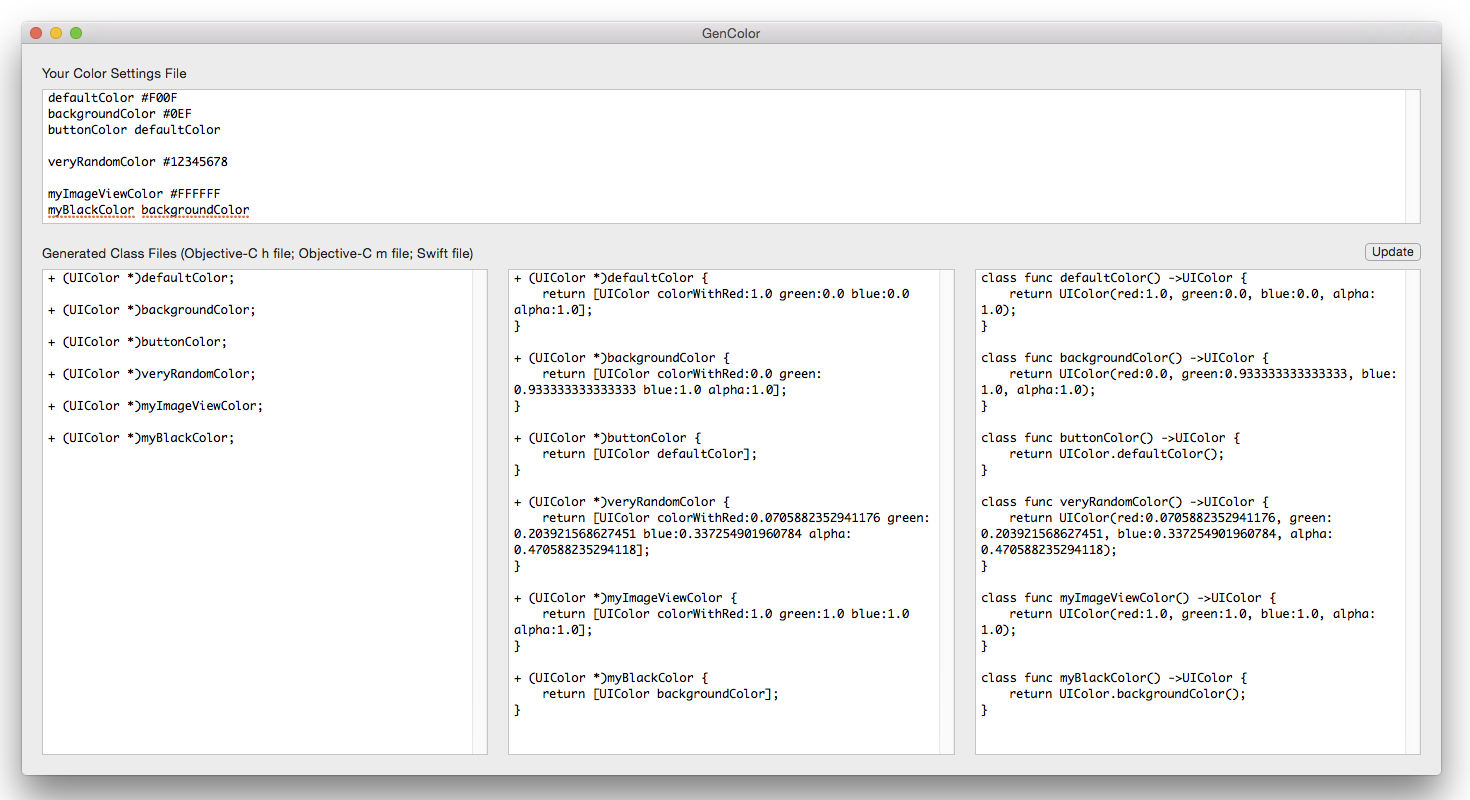 GenColor
Your Color Settings File
defaultColor #F00F
backgroundColor #0EF
buttonColor defaultColor
veryRandomColor #12345678
myImageViewColor #FFFFFF
myBlackColor backgroundColor
Generated Class Files (Objective-C h file; Objective-C m file; Swift file)
Update
+ (UIColor *)defaultColor;
+ (UIColor *)backgroundColor;
+ (UIColor *)buttonColor;
+ (UIColor *)veryRandomColor;
+ (UIColor *)myImageViewColor;
+ (UIColor *)myBlackColor;
+ (UIColor *)defaultColor {
    return [UIColor colorWithRed:1.0 green:0.0 blue:0.0
alpha:1.0];
}
+ (UIColor *)backgroundColor {
    return [UIColor colorWithRed:0.0 green:
0.933333333333333 blue:1.0 alpha:1.0];
}
+ (UIColor *)buttonColor {
    return [UIColor defaultColor];
}
+ (UIColor *)veryRandomColor {
    return [UIColor colorWithRed:0.0705882352941176 green:
0.203921568627451 blue:0.337254901960784 alpha:
0.470588235294118];
}
+ (UIColor *)myImageViewColor {
    return [UIColor colorWithRed:1.0 green:1.0 blue:1.0
alpha:1.0];
}
+ (UIColor *)myBlackColor {
    return [UIColor backgroundColor];
}
class func defaultColor() ->UIColor {
    return UIColor(red:1.0, green:0.0, blue:0.0, alpha:
1.0);
}
class func backgroundColor() ->UIColor {
    return UIColor(red:0.0, green:0.933333333333333, blue:
1.0, alpha:1.0);
}
class func buttonColor() ->UIColor {
    return UIColor.defaultColor();
}
class func veryRandomColor() ->UIColor {
    return UIColor(red:0.0705882352941176, green:
0.203921568627451, blue:0.337254901960784, alpha:
0.470588235294118);
}
class func myImageViewColor() ->UIColor {
    return UIColor(red:1.0, green:1.0, blue:1.0, alpha:
1.0);
}
class func myBlackColor() ->UIColor {
    return UIColor.backgroundColor();
}